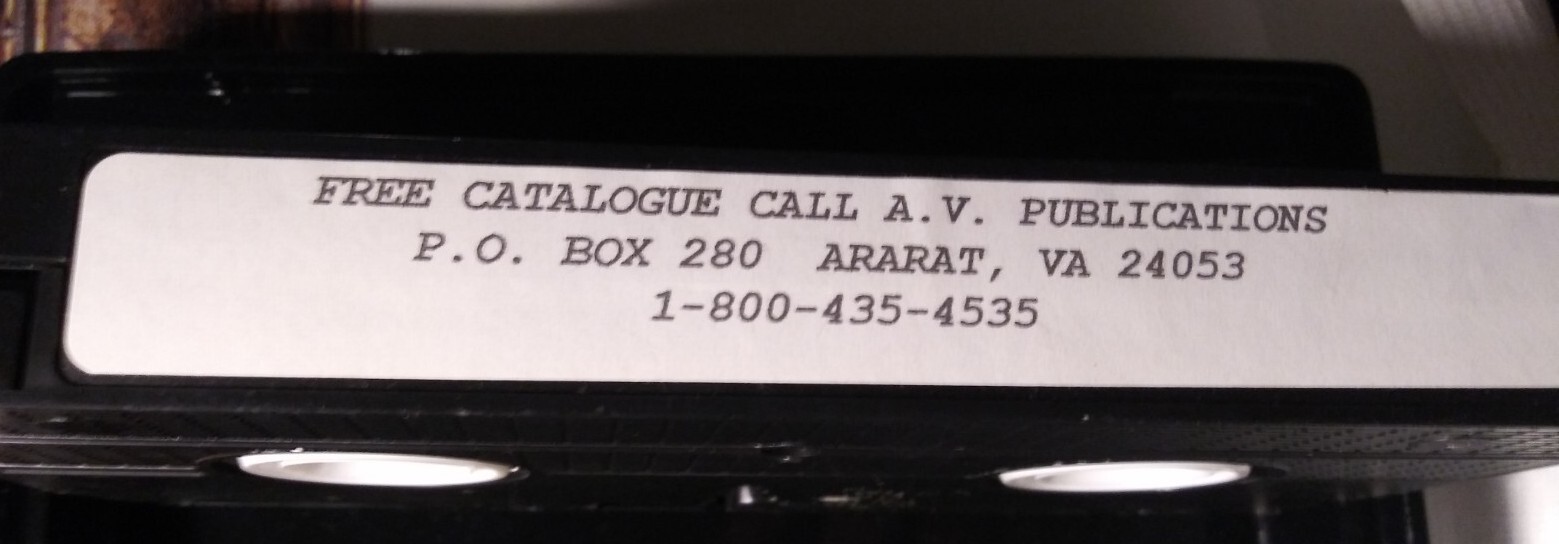 FREE CATALOGUE CALL A.V. PUBLICATIONS
P.O. BOX 280 ARARAT, VA 24053
1-800-435-4535